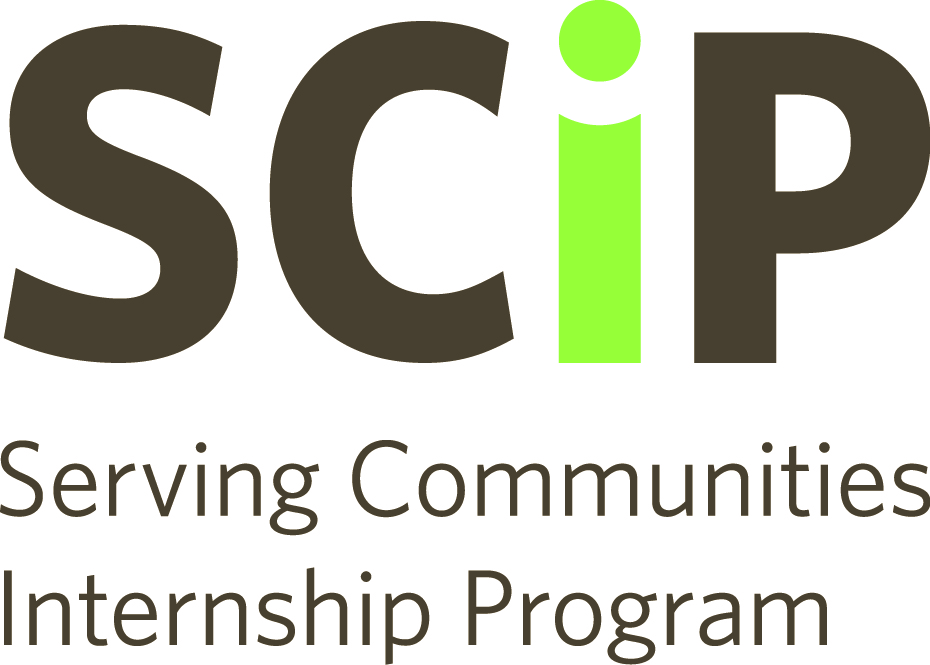 SCiP
Serving Communities
Internship Program